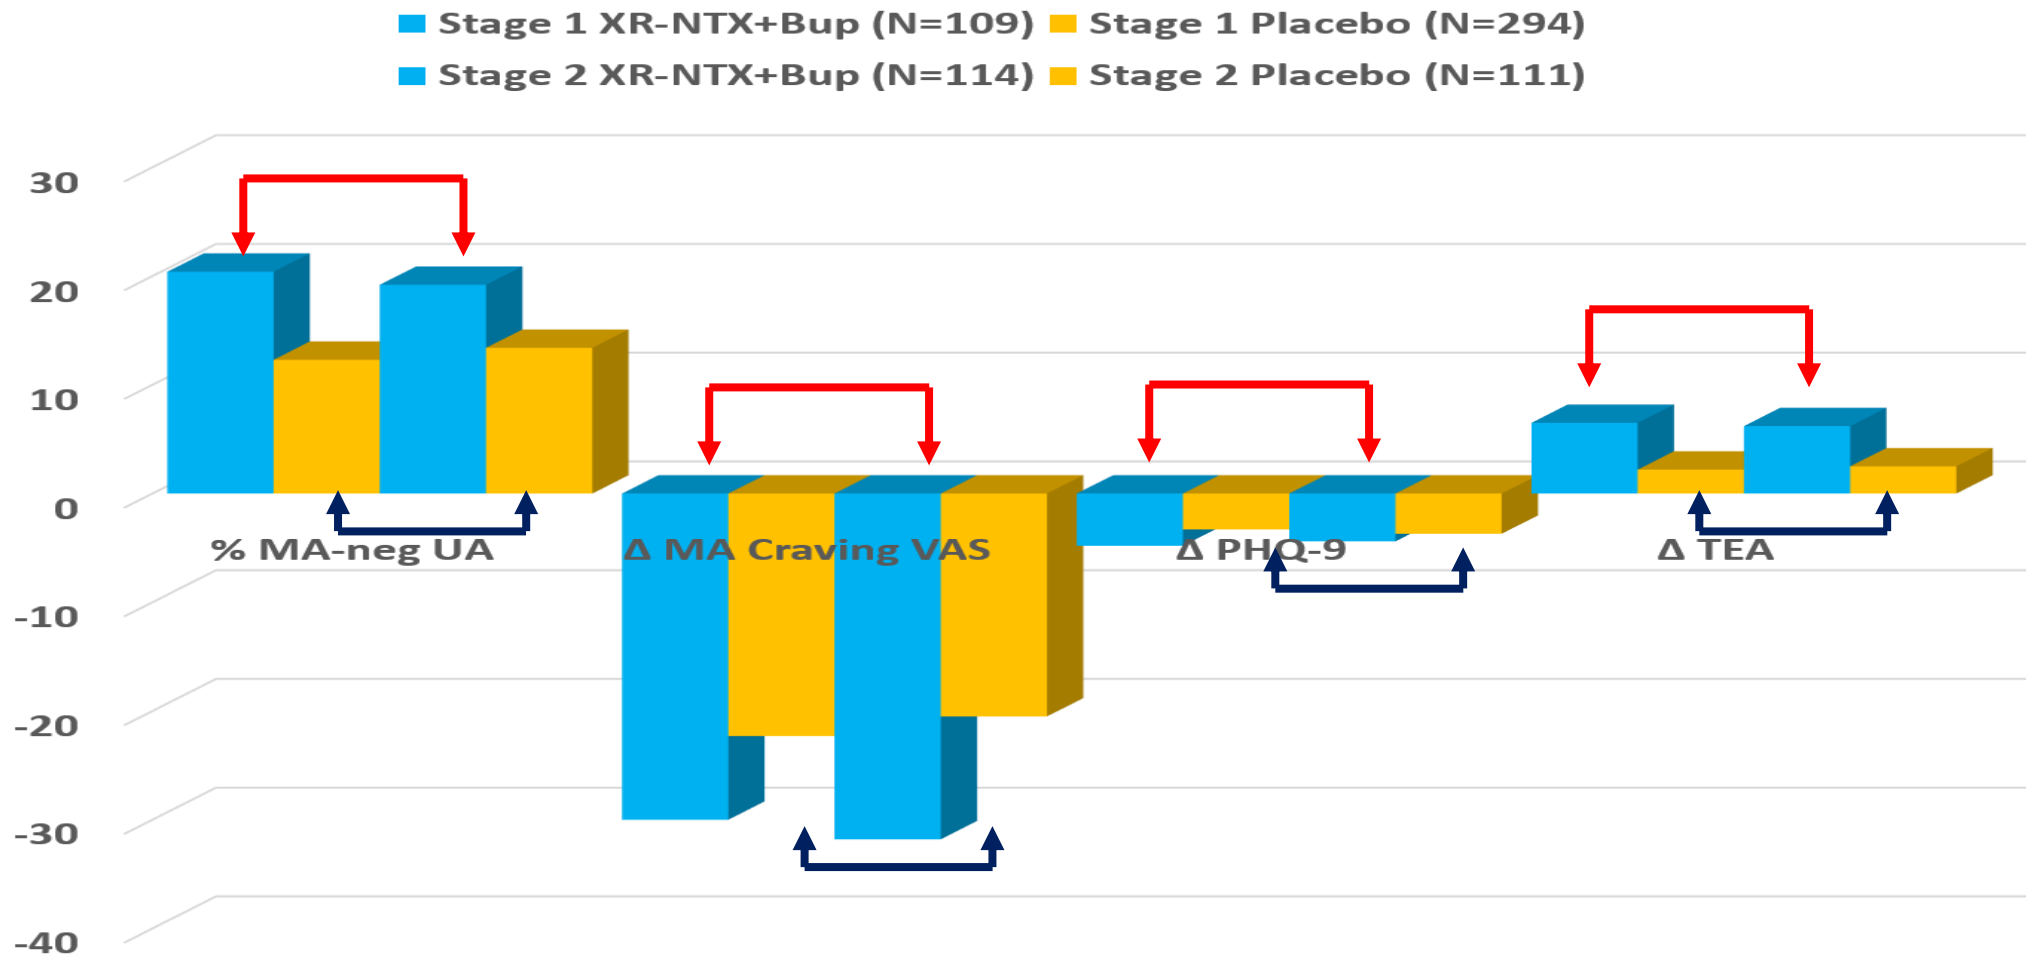 Stage 1 XR-NTX+Bup (N=109) Stage 1 Placebo (N=294)
Stage 2 XR-NTX+Bup (N=114) Stage 2 Placebo (N=111)
30
20
10
0
% MA-neg UA Δ MA Craving VAS Δ PHQ-9 Δ TEA
-10
-20
-30
-40